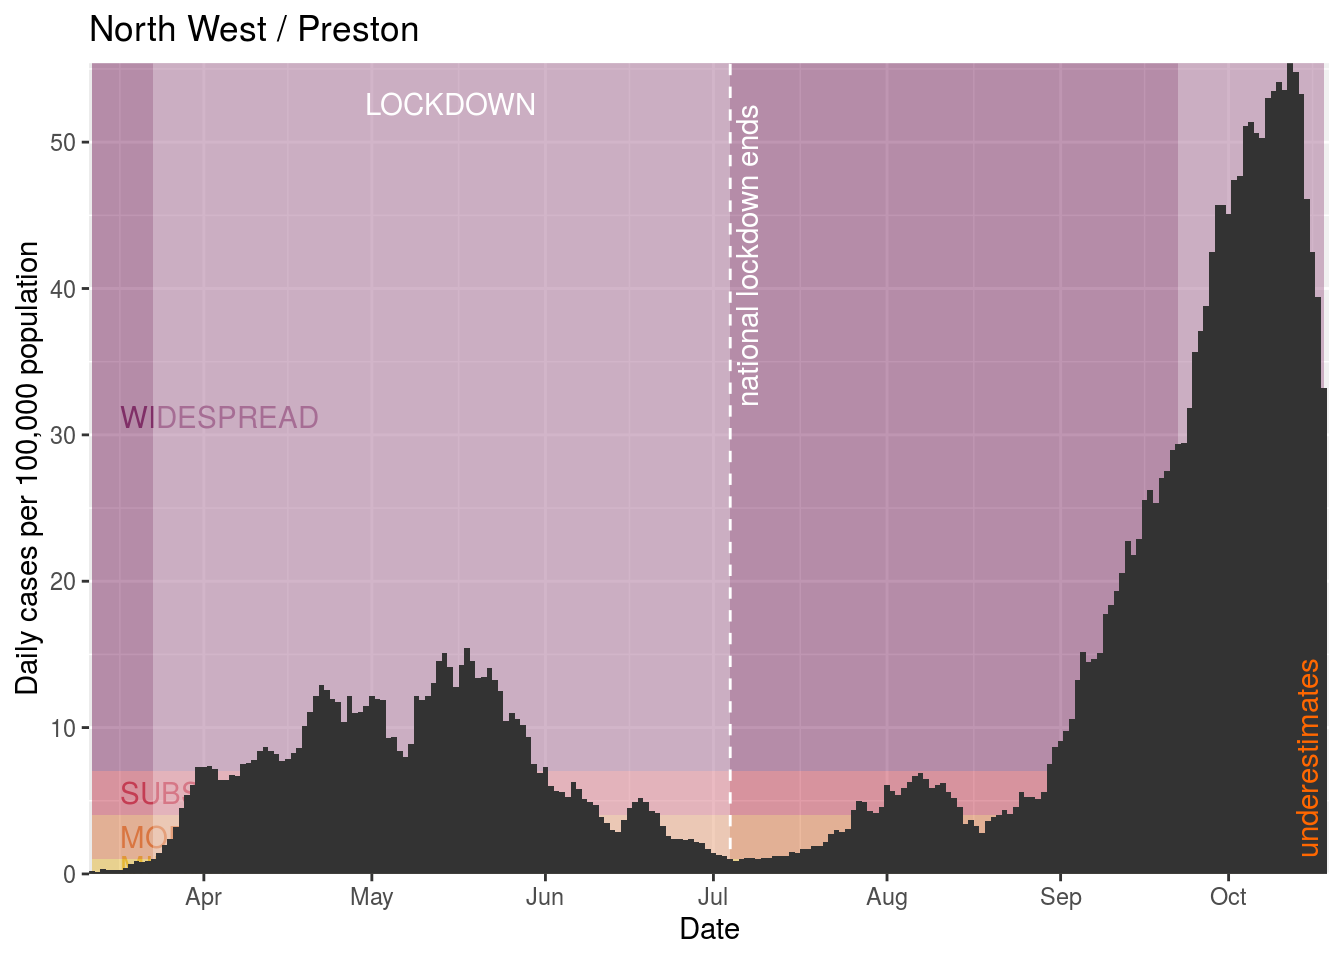 North West / Preston
LOCKDOWN
national lockdown ends
WIDESPREAD
underestimates
50
40
30
20
10
0
Daily cases per 100,000 population
Apr
May
Jun
Jul
Aug
Sep
Oct
Date